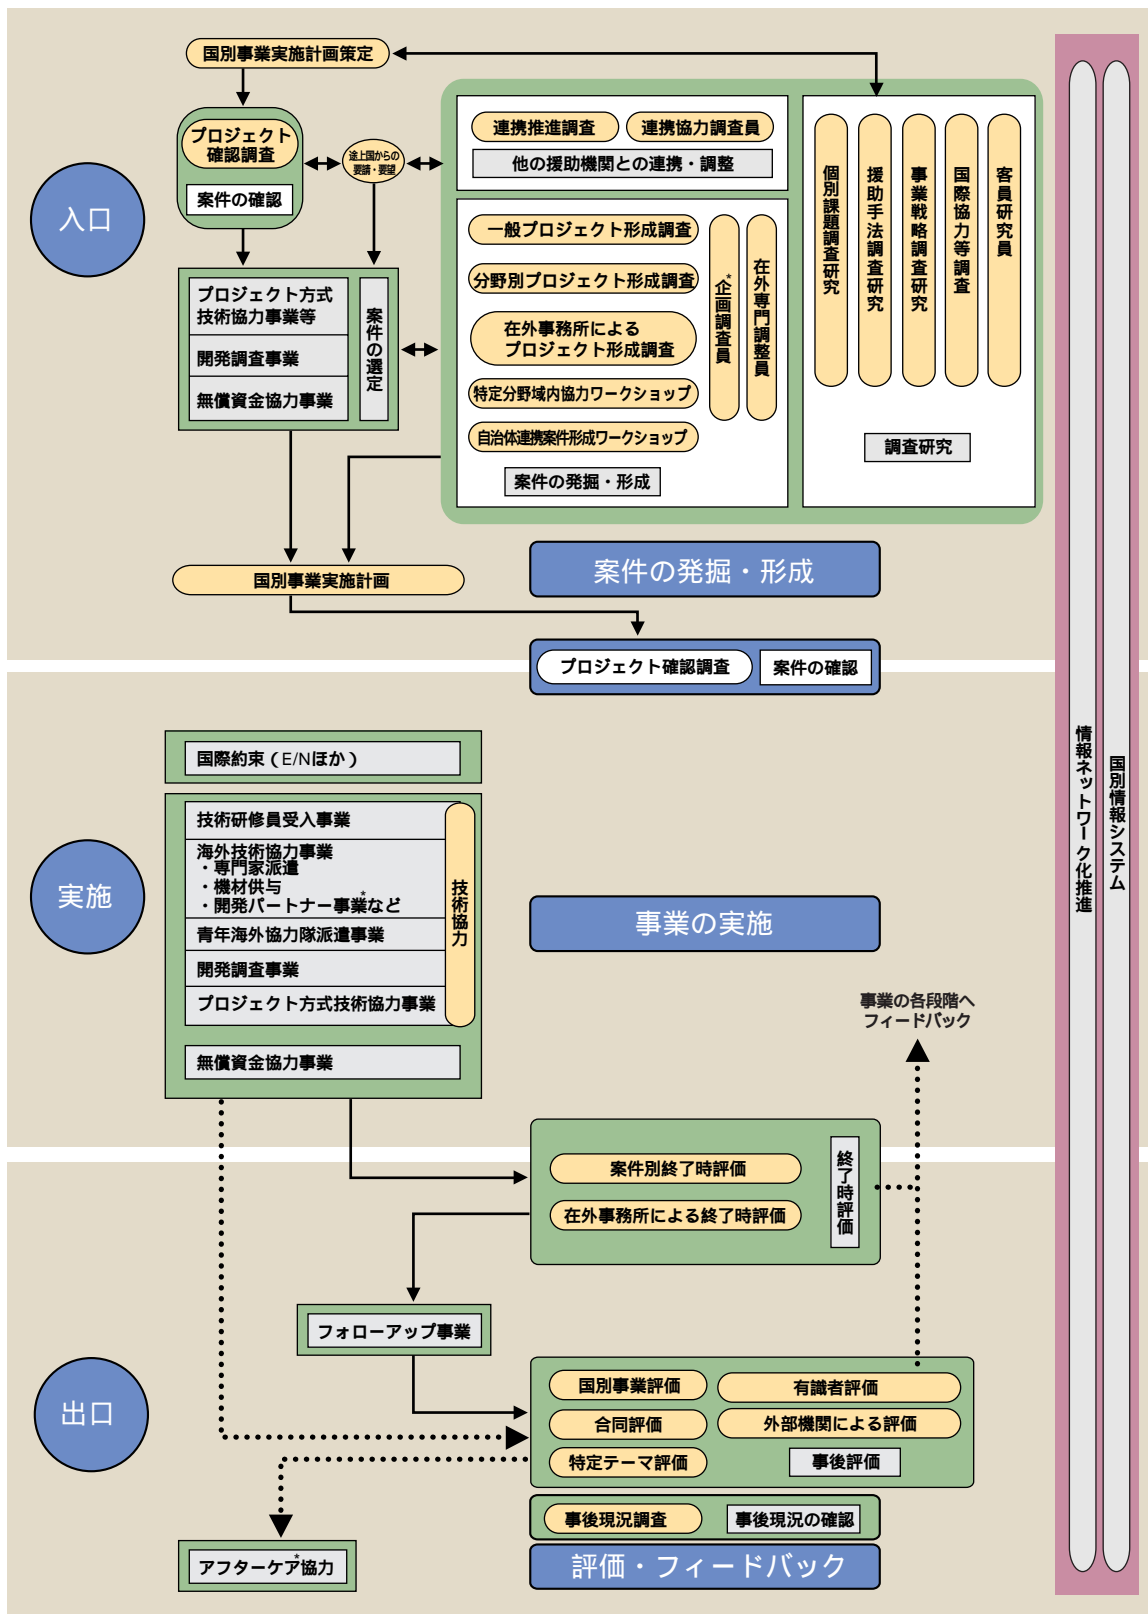 国別事業実施計画策定
プロジェクト
確認調査
案件の確認
途上国からの
要請・要望
連携推進調査
連携協力調査員
他の援助機関との連携・調整
入口
プロジェクト方式
技術協力事業等
開発調査事業
無償資金協力事業
案件の選定
一般プロジェクト形成調査
分野別プロジェクト形成調査
在外事務所による
プロジェクト形成調査
特定分野域内協力ワークショップ
自治体連携案件形成ワークショップ
案件の発掘・形成
*企画調査員
在外専門調整員
個別課題調査研究
援助手法調査研究
事業戦略調査研究
国際協力等調査
客員研究員
調査研究
国別事業実施計画
案件の発掘・形成
プロジェクト確認調査
案件の確認
情報ネットワーク化推進
国別情報システム
国際約束（E/Nほか）
実施
技術研修員受入事業
海外技術協力事業
・専門家派遣
・機材供与
・開発パートナー事業*など
青年海外協力隊派遣事業
開発調査事業
プロジェクト方式技術協力事業
技術協力
無償資金協力事業
事業の実施
事業の各段階へ
フィードバック
案件別終了時評価
在外事務所による終了時評価
終了時評価
フォローアップ事業
出口
国別事業評価
有識者評価
合同評価
外部機関による評価
特定テーマ評価
事後評価
事後現況調査
事後現況の確認
アフターケア*協力
評価・フィードバック